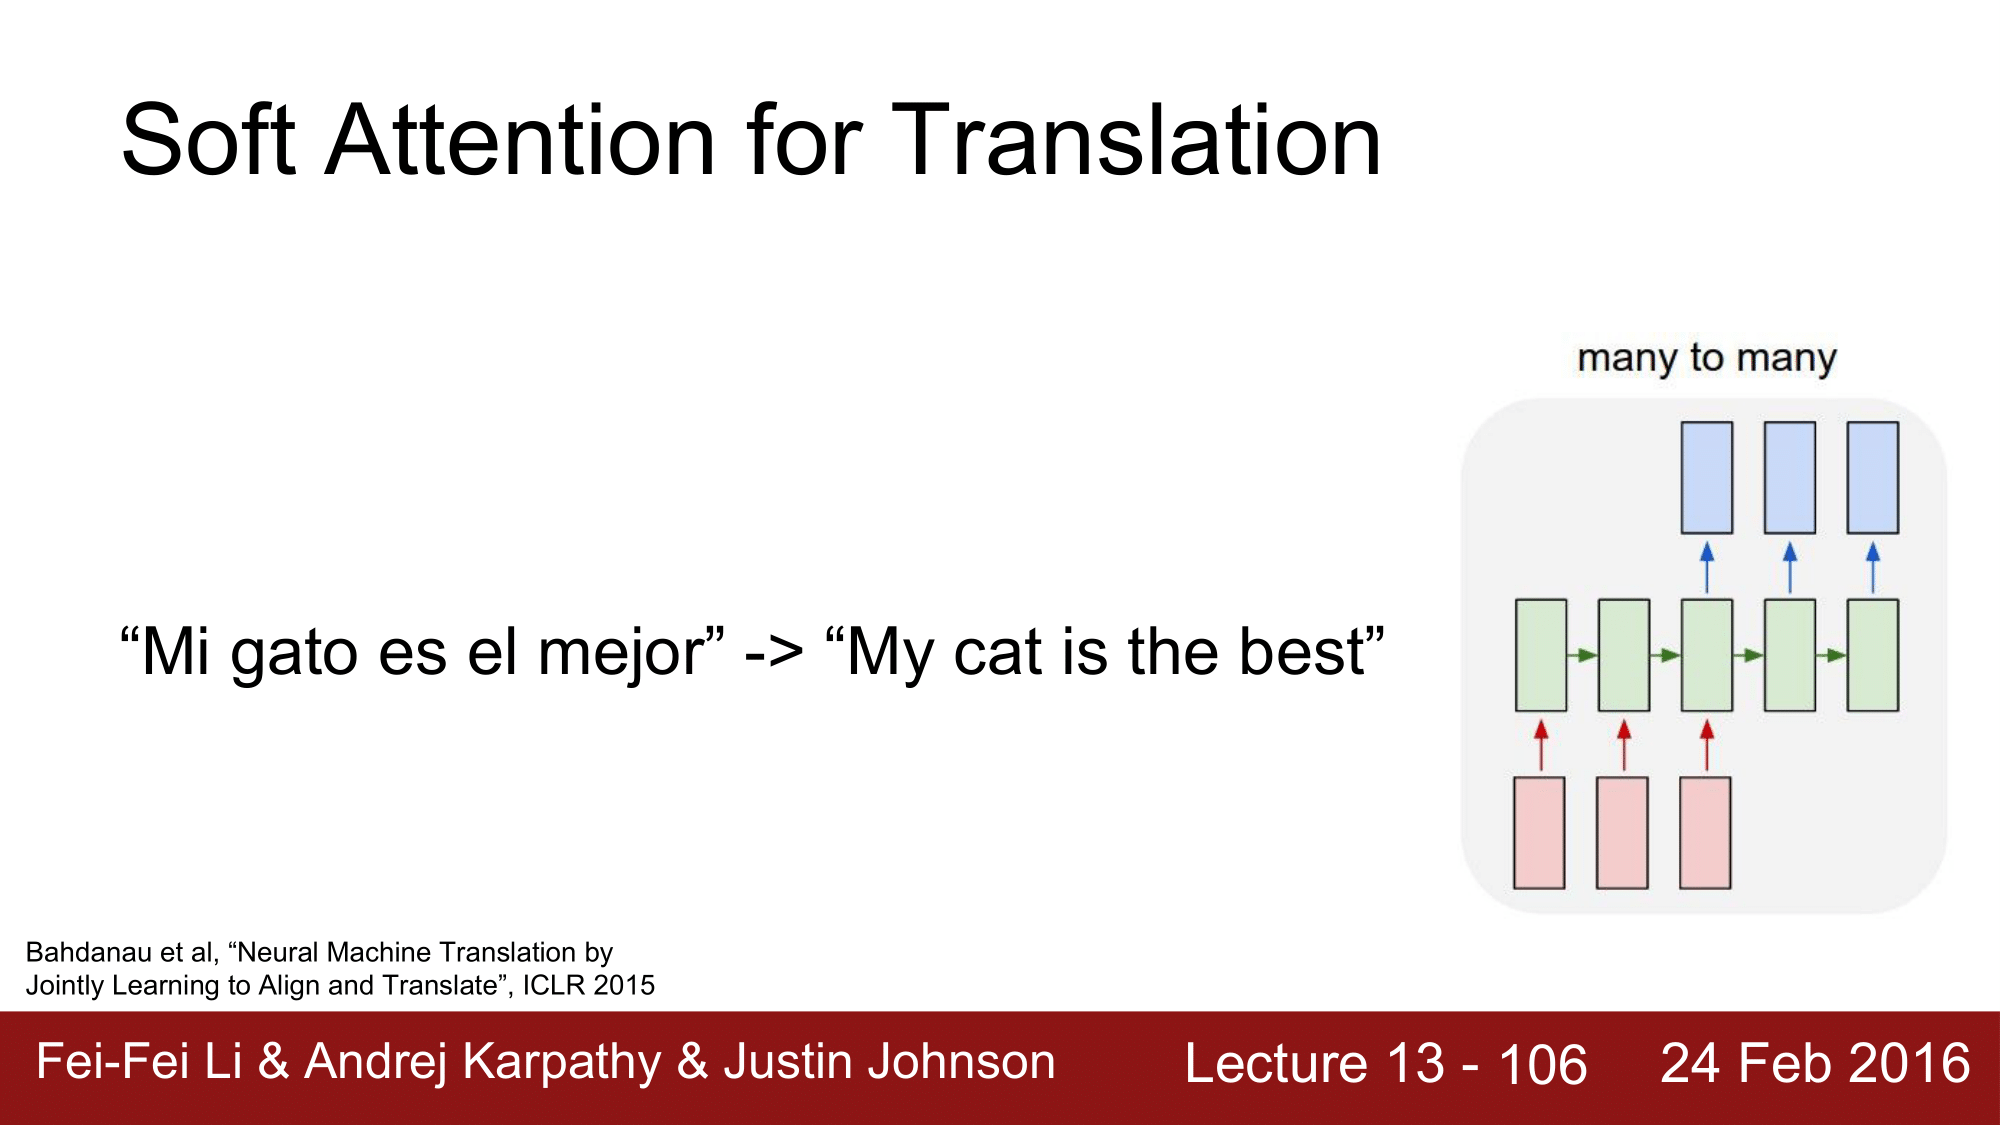 Soft Attention for Translation
many to many
“Mi gato es el mejor” -> “My cat is the best”
Bahdanau et al, “Neural Machine Translation by
Jointly Learning to Align and Translate”, ICLR 2015
Fei-Fei Li & Andrej Karpathy & Justin Johnson
Lecture 13 - 106
24 Feb 2016